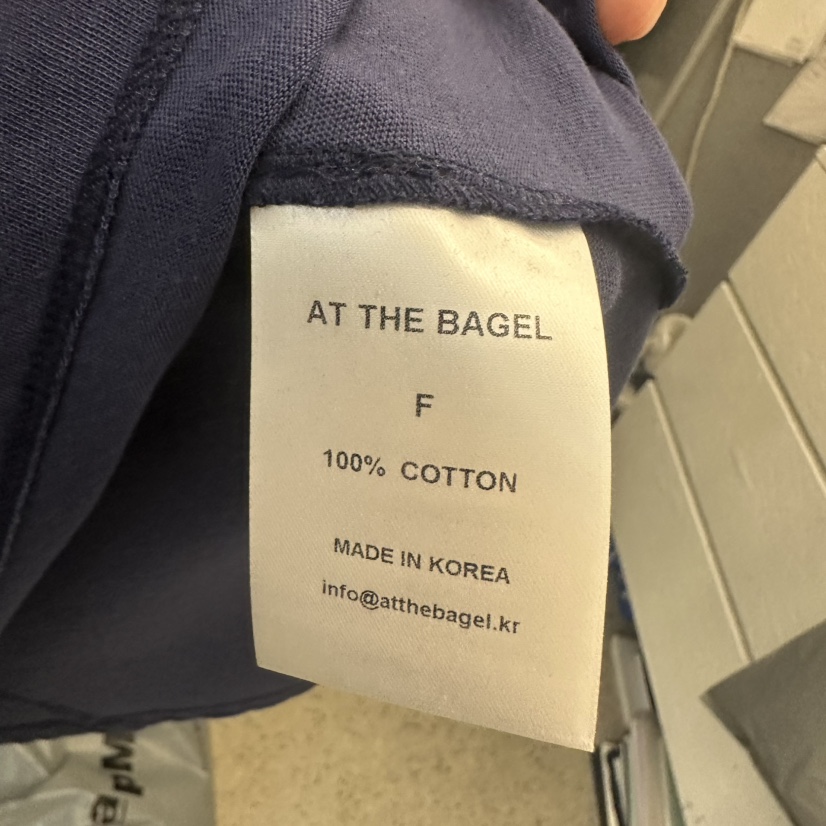 AT THE BAGEL
F
100% COTTON
MADE IN KOREA
info@atthebagel.kr